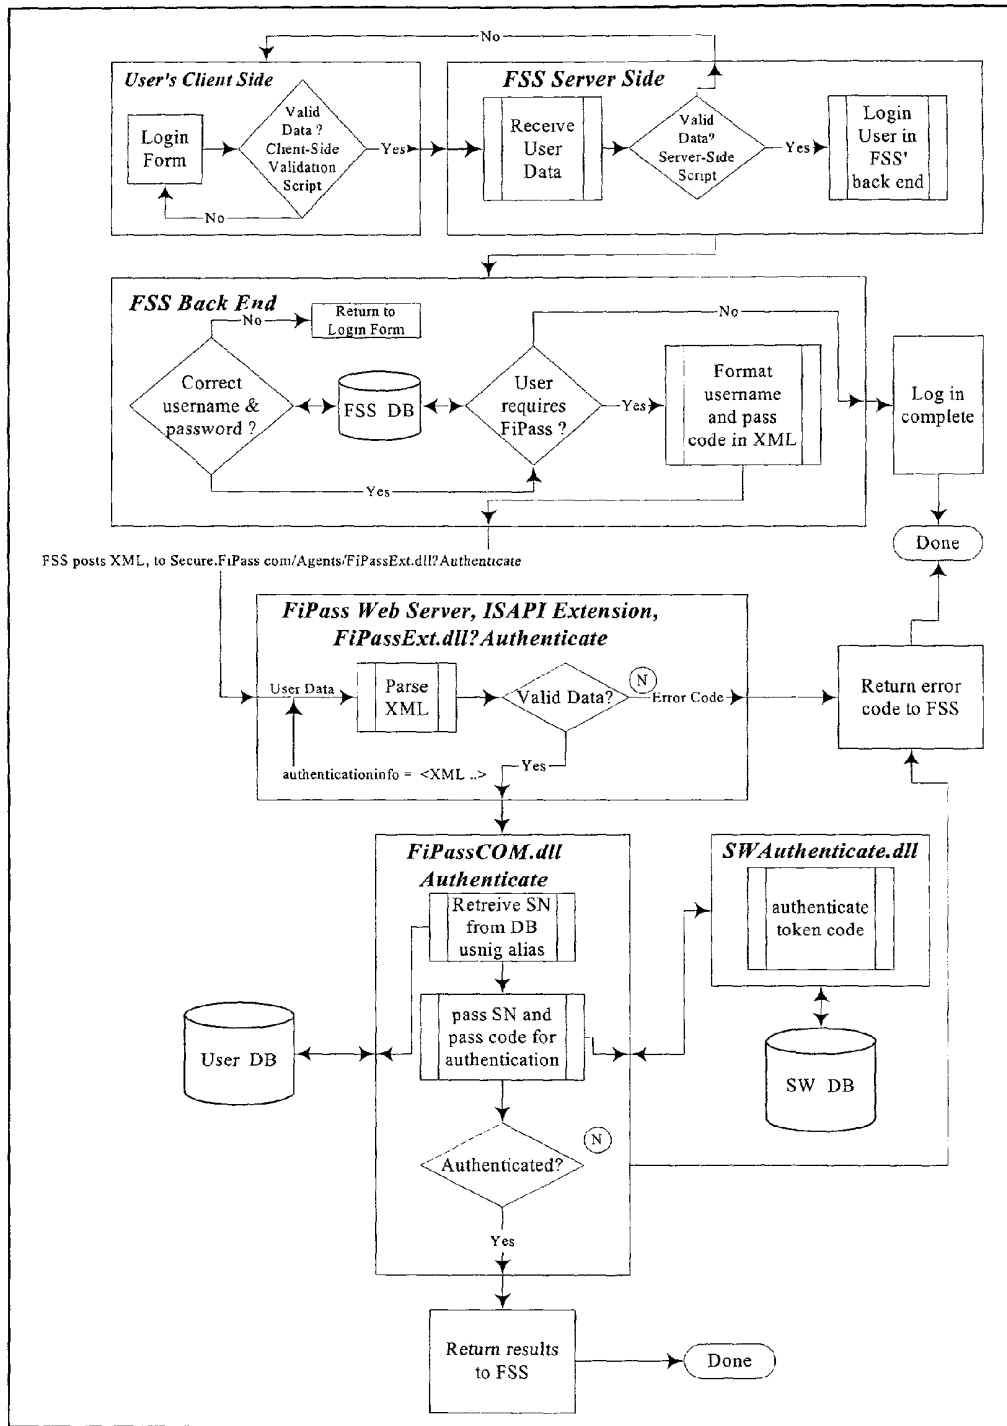 No
User's Client Side
FSS Server Side
Login
Form
Valid
Data ?
Client-Side
Validation
Script
Yes
No
Receive
User
Data
Valid
Data?
Server-Side
Script
Yes
Login
User in
FSS'
back end
FSS Back End
No
Return to
Login Form
No
Correct
username &
password ?
FSS DB
User
requires
FiPass ?
Yes
Format
username
and pass
code in XML
Log in
complete
Yes
Done
FSS posts XML, to Secure.FiPass com/Agents/FiPassExt.dll?Authenticate
FiPass Web Server, ISAPI Extension,
FiPassExt.dll?Authenticate
User Data
Parse
XML
Valid Data?
N
Error Code
Return error
code to FSS
Yes
authenticationinfo = <XML ..>
FiPassCOM.dll
Authenticate
SWAuthenticate.dll
Retreive SN
from DB
usnig alias
authenticate
token code
pass SN and
pass code for
authentication
User DB
SW DB
N
Authenticated?
Yes
Return results
to FSS
Done